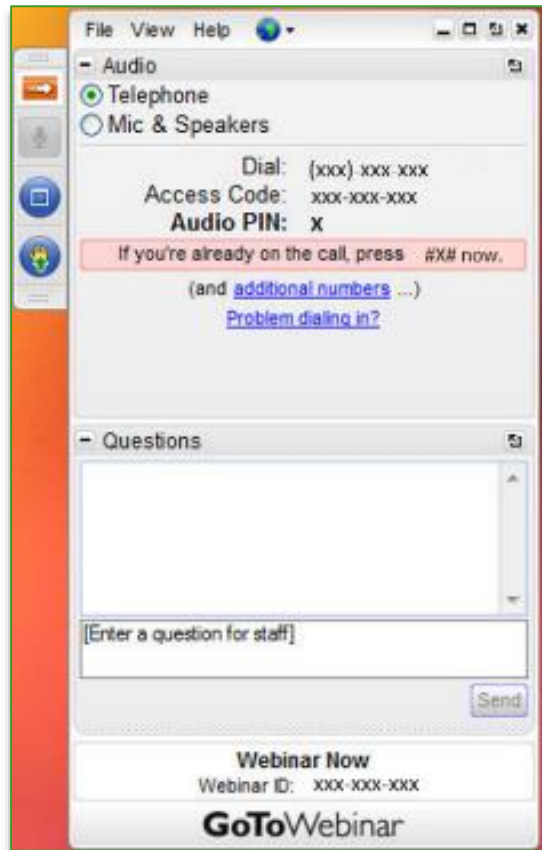 File View Help
Audio
Telephone
Mic & Speakers
Dial: (xxx) xxx xxx
Access Code: xxx-xxx-xxx
Audio PIN: x
If you're already on the call, press #X# now.
(and additional numbers ...)
Problem dialing in?
Questions
[Enter a question for staff]
Send
Webinar Now
Webinar ID: xxx-xxx-xxx
GoToWebinar